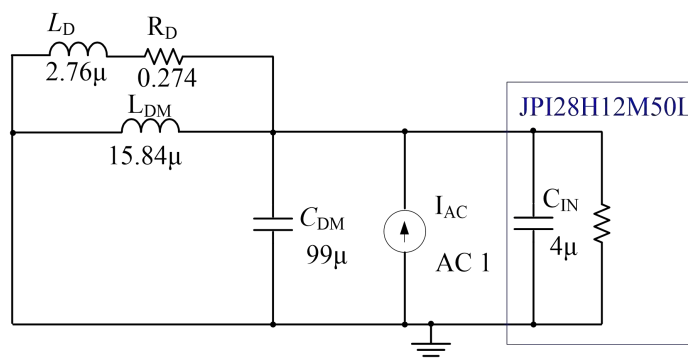 L_D
R_D
2.76μ
0.274
L_DM
15.84μ
JPI28H12M50L
C_DM
99μ
I_AC
AC 1
C_IN
4μ